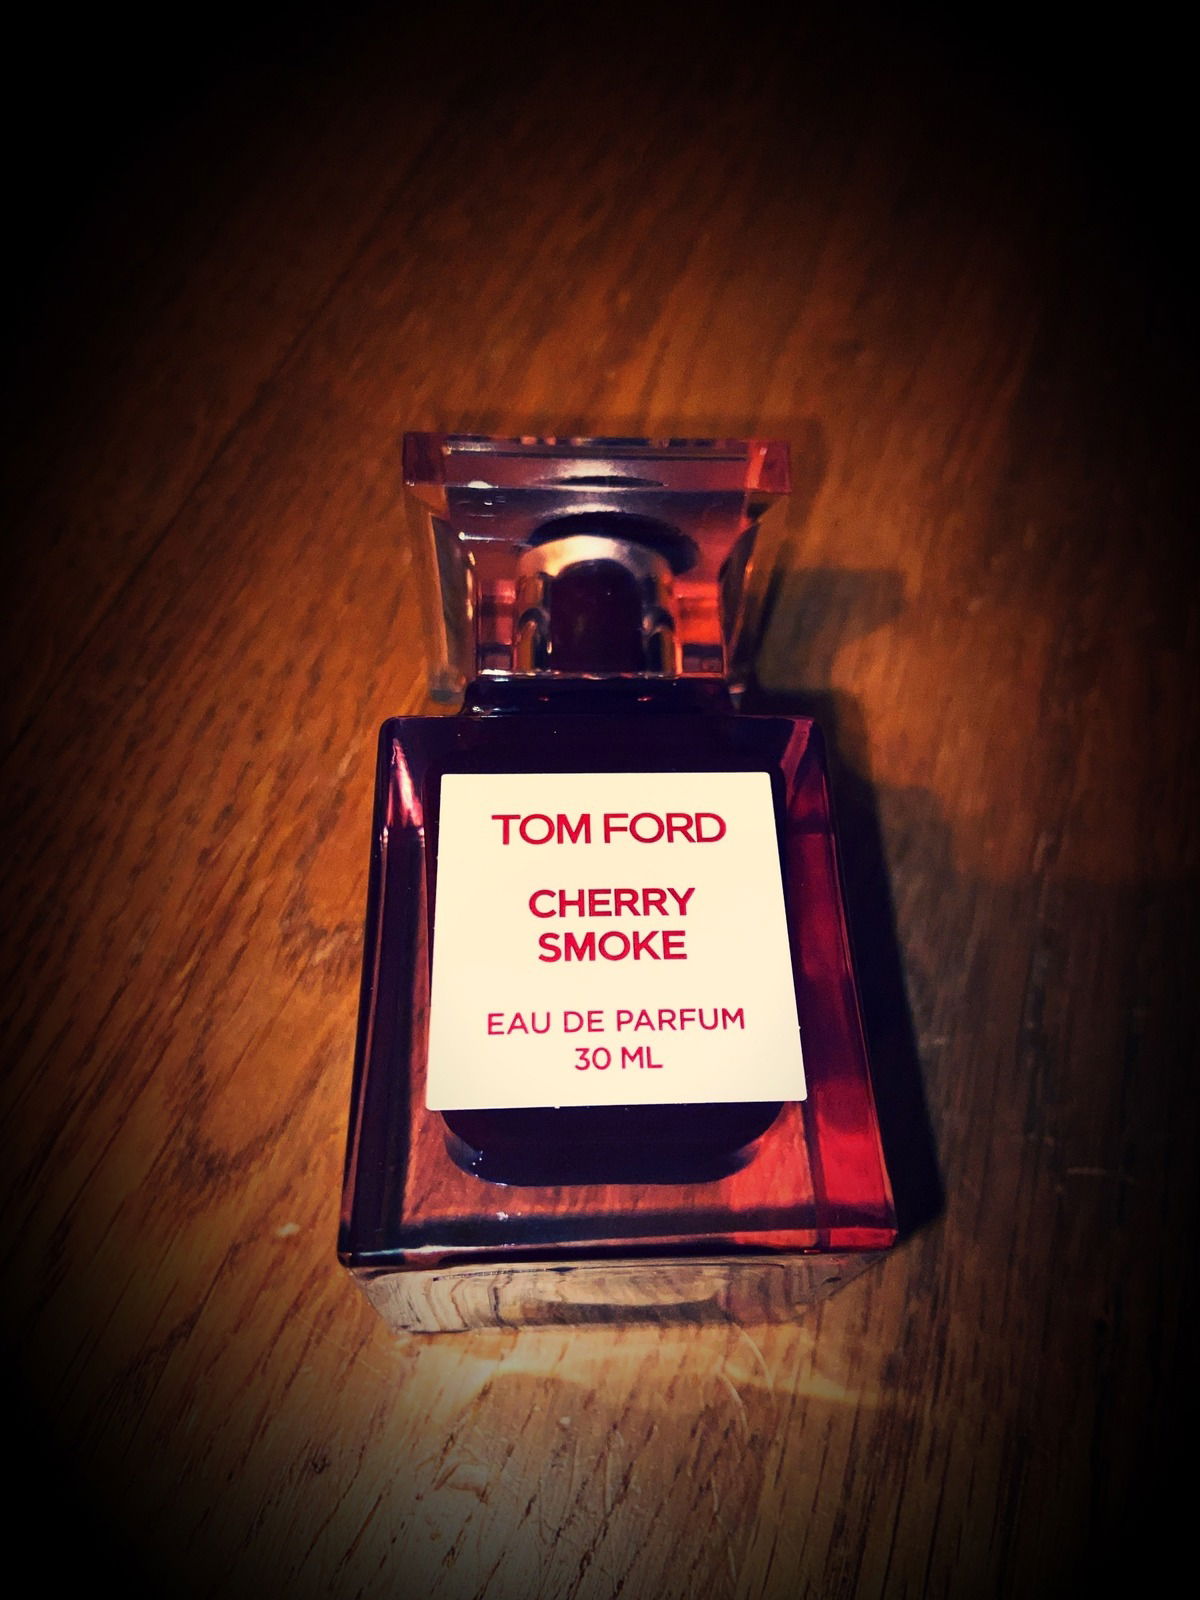 TOM FORD
CHERRY
SMOKE
EAU DE PARFUM
30 ML